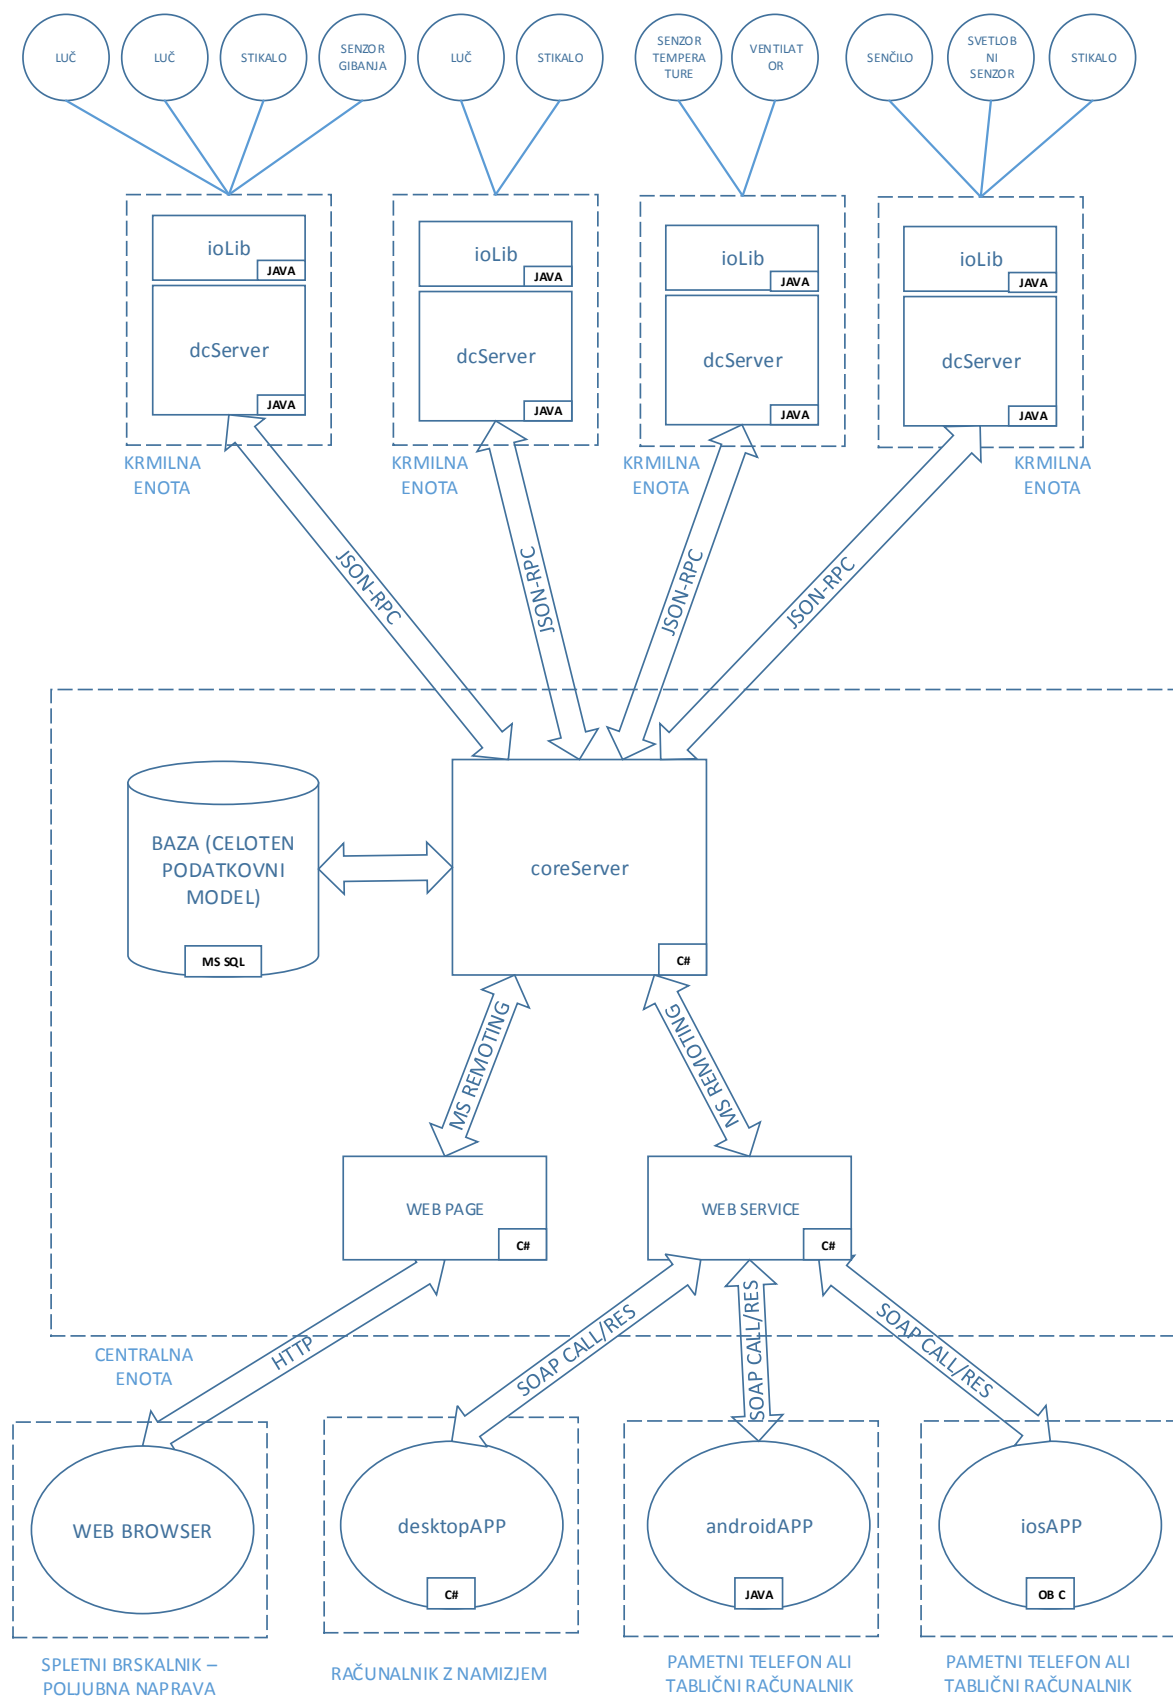 LUČ
LUČ
STIKALO
SENZOR
GIBANJA
LUČ
STIKALO
SENZOR
TEMPERA
TURE
VENTILAT
OR
SENČILO
SVETLOB
NI
SENZOR
STIKALO
ioLib
JAVA
dcServer
JAVA
KRMILNA
ENOTA
ioLib
JAVA
dcServer
JAVA
KRMILNA
ENOTA
ioLib
JAVA
dcServer
JAVA
KRMILNA
ENOTA
ioLib
JAVA
dcServer
JAVA
KRMILNA
ENOTA
JSON-RPC
JSON-RPC
JSON-RPC
JSON-RPC
BAZA (CELOTEN
PODATKOVNI
MODEL)
MS SQL
coreServer
C#
MS REMOTING
MS REMOTING
WEB PAGE
C#
WEB SERVICE
C#
HTTP
SOAP CALL/RES
SOAP CALL/RES
SOAP CALL/RES
CENTRALNA
ENOTA
WEB BROWSER
desktopAPP
C#
androidAPP
JAVA
iosAPP
OB C
SPLETNI BRSKALNIK –
POLJUBNA NAPRAVA
RAČUNALNIK Z NAMIZJEM
PAMETNI TELEFON ALI
TABLIČNI RAČUNALNIK
PAMETNI TELEFON ALI
TABLIČNI RAČUNALNIK